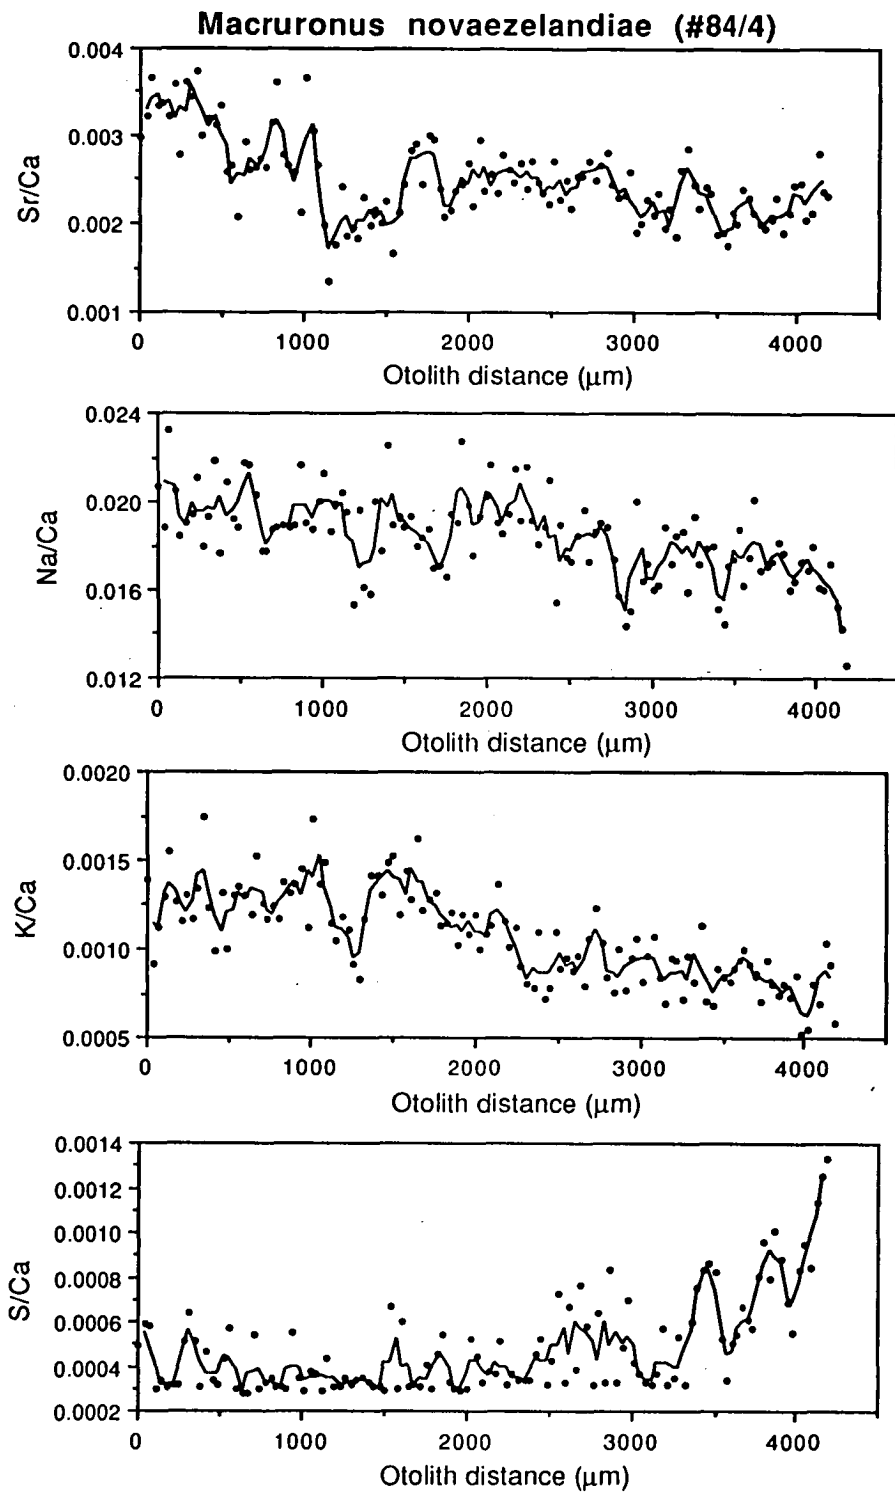 Macruronus novaezelandiae (#84/4)
0.004
0.003
0.002
0.001
Sr/Ca
0 1000 2000 3000 4000
Otolith distance (μm)
0.024
0.020
0.016
0.012
Na/Ca
0 1000 2000 3000 4000
Otolith distance (μm)
0.0020
0.0015
0.0010
0.0005
K/Ca
0 1000 2000 3000 4000
Otolith distance (μm)
0.0014
0.0012
0.0010
0.0008
0.0006
0.0004
0.0002
S/Ca
0 1000 2000 3000 4000
Otolith distance (μm)